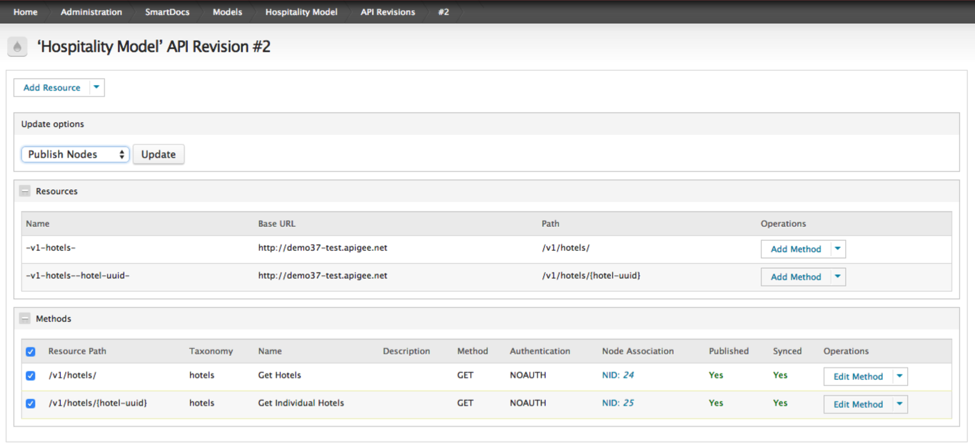 Home Administration SmartDocs Models Hospitality Model API Revisions #2
‘Hospitality Model’ API Revision #2
Add Resource
Update options
Publish Nodes Update
Resources
Name Base URL Path Operations
-v1-hotels- http://demo37-test.apigee.net /v1/hotels/ Add Method
-v1-hotels--hotel-uuid- http://demo37-test.apigee.net /v1/hotels/{hotel-uuid} Add Method
Methods
Resource Path Taxonomy Name Description Method Authentication Node Association Published Synced Operations
/v1/hotels/ hotels Get Hotels GET NOAUTH NID: 24 Yes Yes Edit Method
/v1/hotels/{hotel-uuid} hotels Get Individual Hotels GET NOAUTH NID: 25 Yes Yes Edit Method